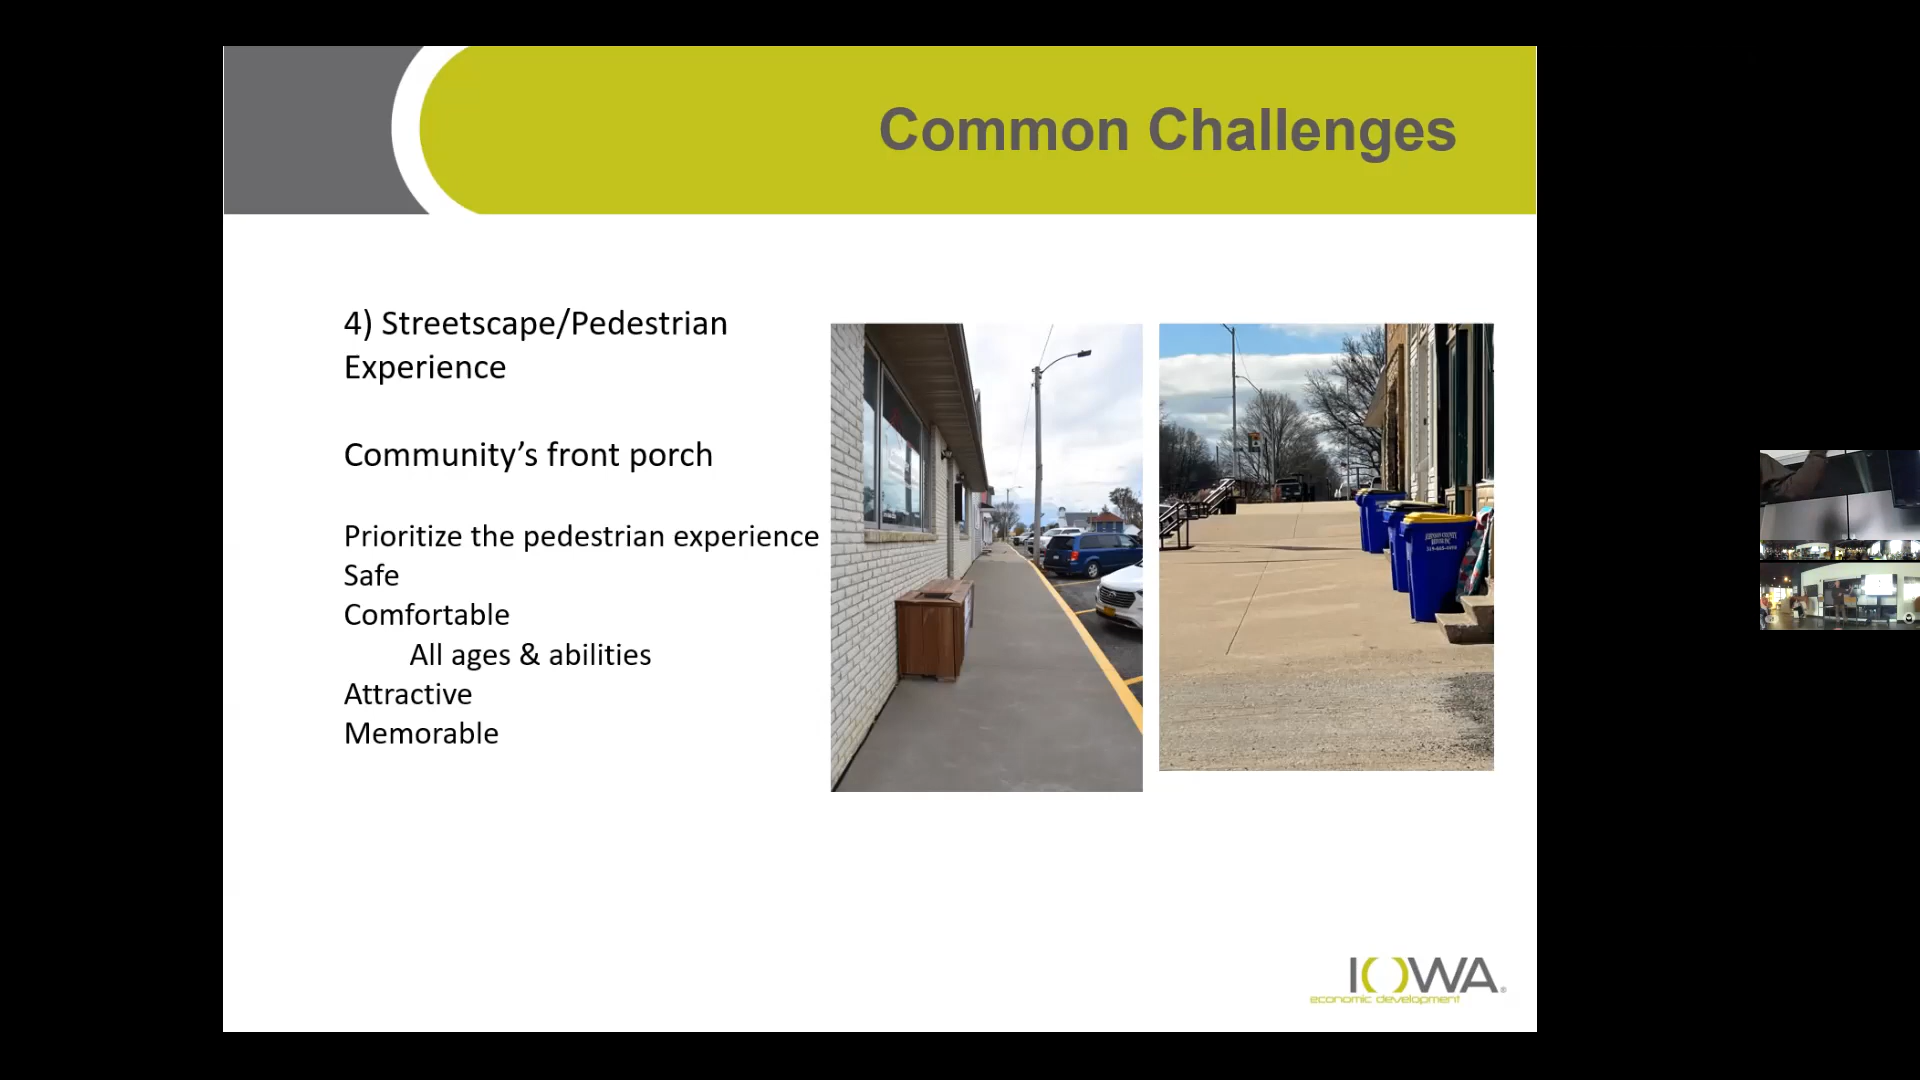 Common Challenges
4) Streetscape/Pedestrian
Experience
Community’s front porch
Prioritize the pedestrian experience
Safe
Comfortable
All ages & abilities
Attractive
Memorable
IOWA®
economic development